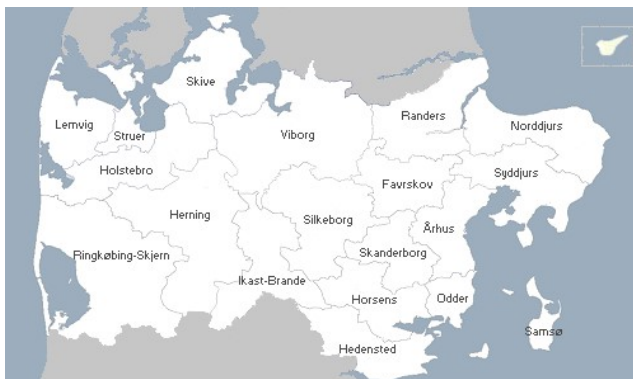 Skive
Lemvig
Struer
Viborg
Randers
Norddjurs
Holstebro
Favrskov
Syddjurs
Herning
Silkeborg
Århus
Ringkøbing-Skjern
Skanderborg
Ikast-Brande
Horsens
Odder
Samsø
Hedensted